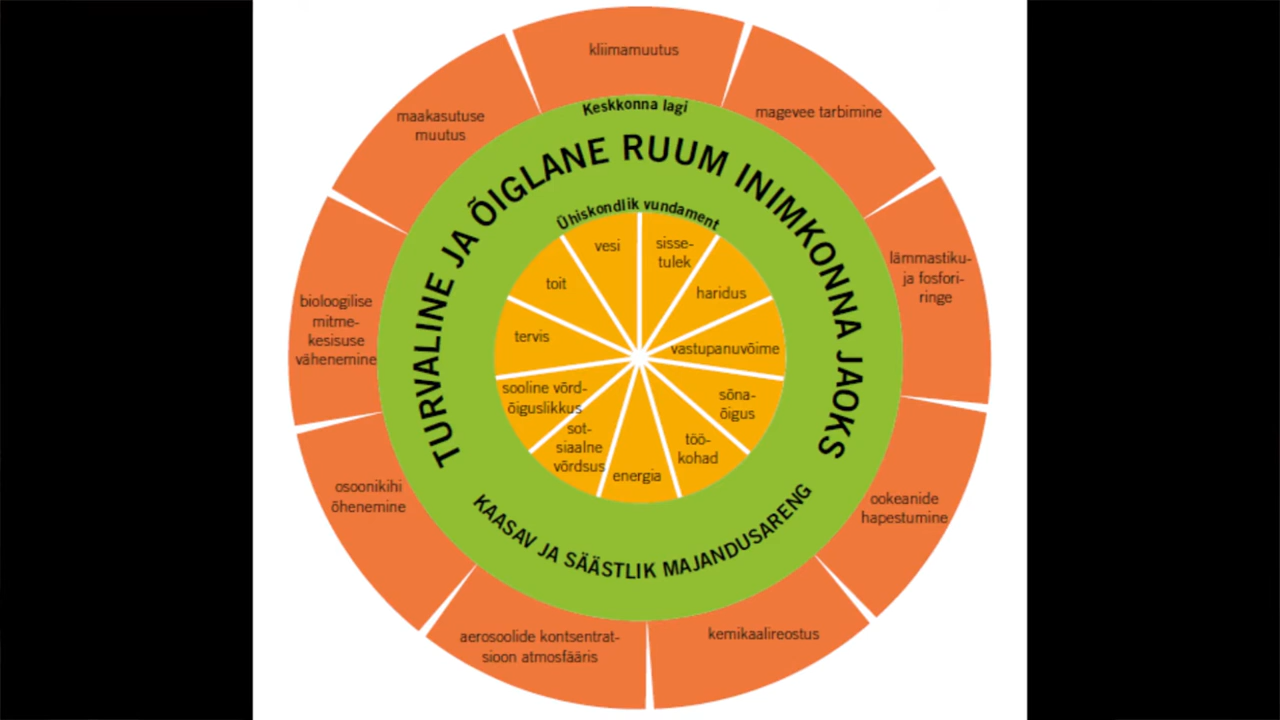 kliimamuutus
magevee tarbimine
lämmastiku-
ja fosfori-
ringe
ookeanide
hapestumine
kemikaalireostus
aerosoolide kontsentrat-
sioon atmosfääris
osoonikihi
õhenemine
bioloogilise
mitme-
kesisuse
vähenemine
maakasutuse
muutus
Keskkonna lagi
TURVALINE JA ÕIGLANE RUUM INIMKONNA JAOKS
Ühiskondlik vundament
sisse-
tulek
haridus
vastupanuvõime
sõna-
õigus
töö-
kohad
energia
sot-
siaalne
võrdsus
sooline võrd-
õiguslikkus
tervis
toit
vesi
KAASAV JA SÄÄSTLIK MAJANDUSARENG